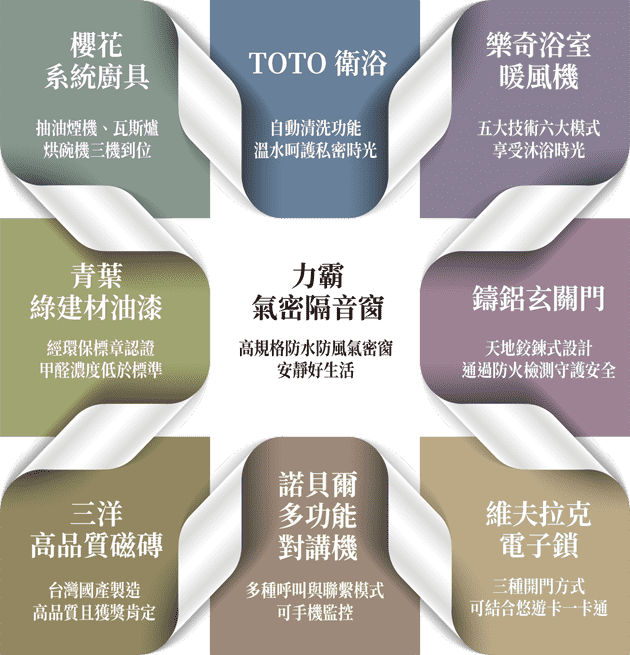 櫻花
系統廚具
抽油煙機、瓦斯爐
烘碗機三機到位
TOTO 衛浴
自動清洗功能
溫水呵護私密時光
樂奇浴室
暖風機
五大技術六大模式
享受沐浴時光
青葉
綠建材油漆
經環保標章認證
甲醛濃度低於標準
力霸
氣密隔音窗
高規格防水防風氣密窗
安靜好生活
鑄鋁玄關門
天地鉸鍊式設計
通過防火檢測守護安全
三洋
高品質磁磚
台灣國產製造
高品質且獲獎肯定
諾貝爾
多功能
對講機
多種呼叫與聯繫模式
可手機監控
維夫拉克
電子鎖
三種開門方式
可結合悠遊卡一卡通